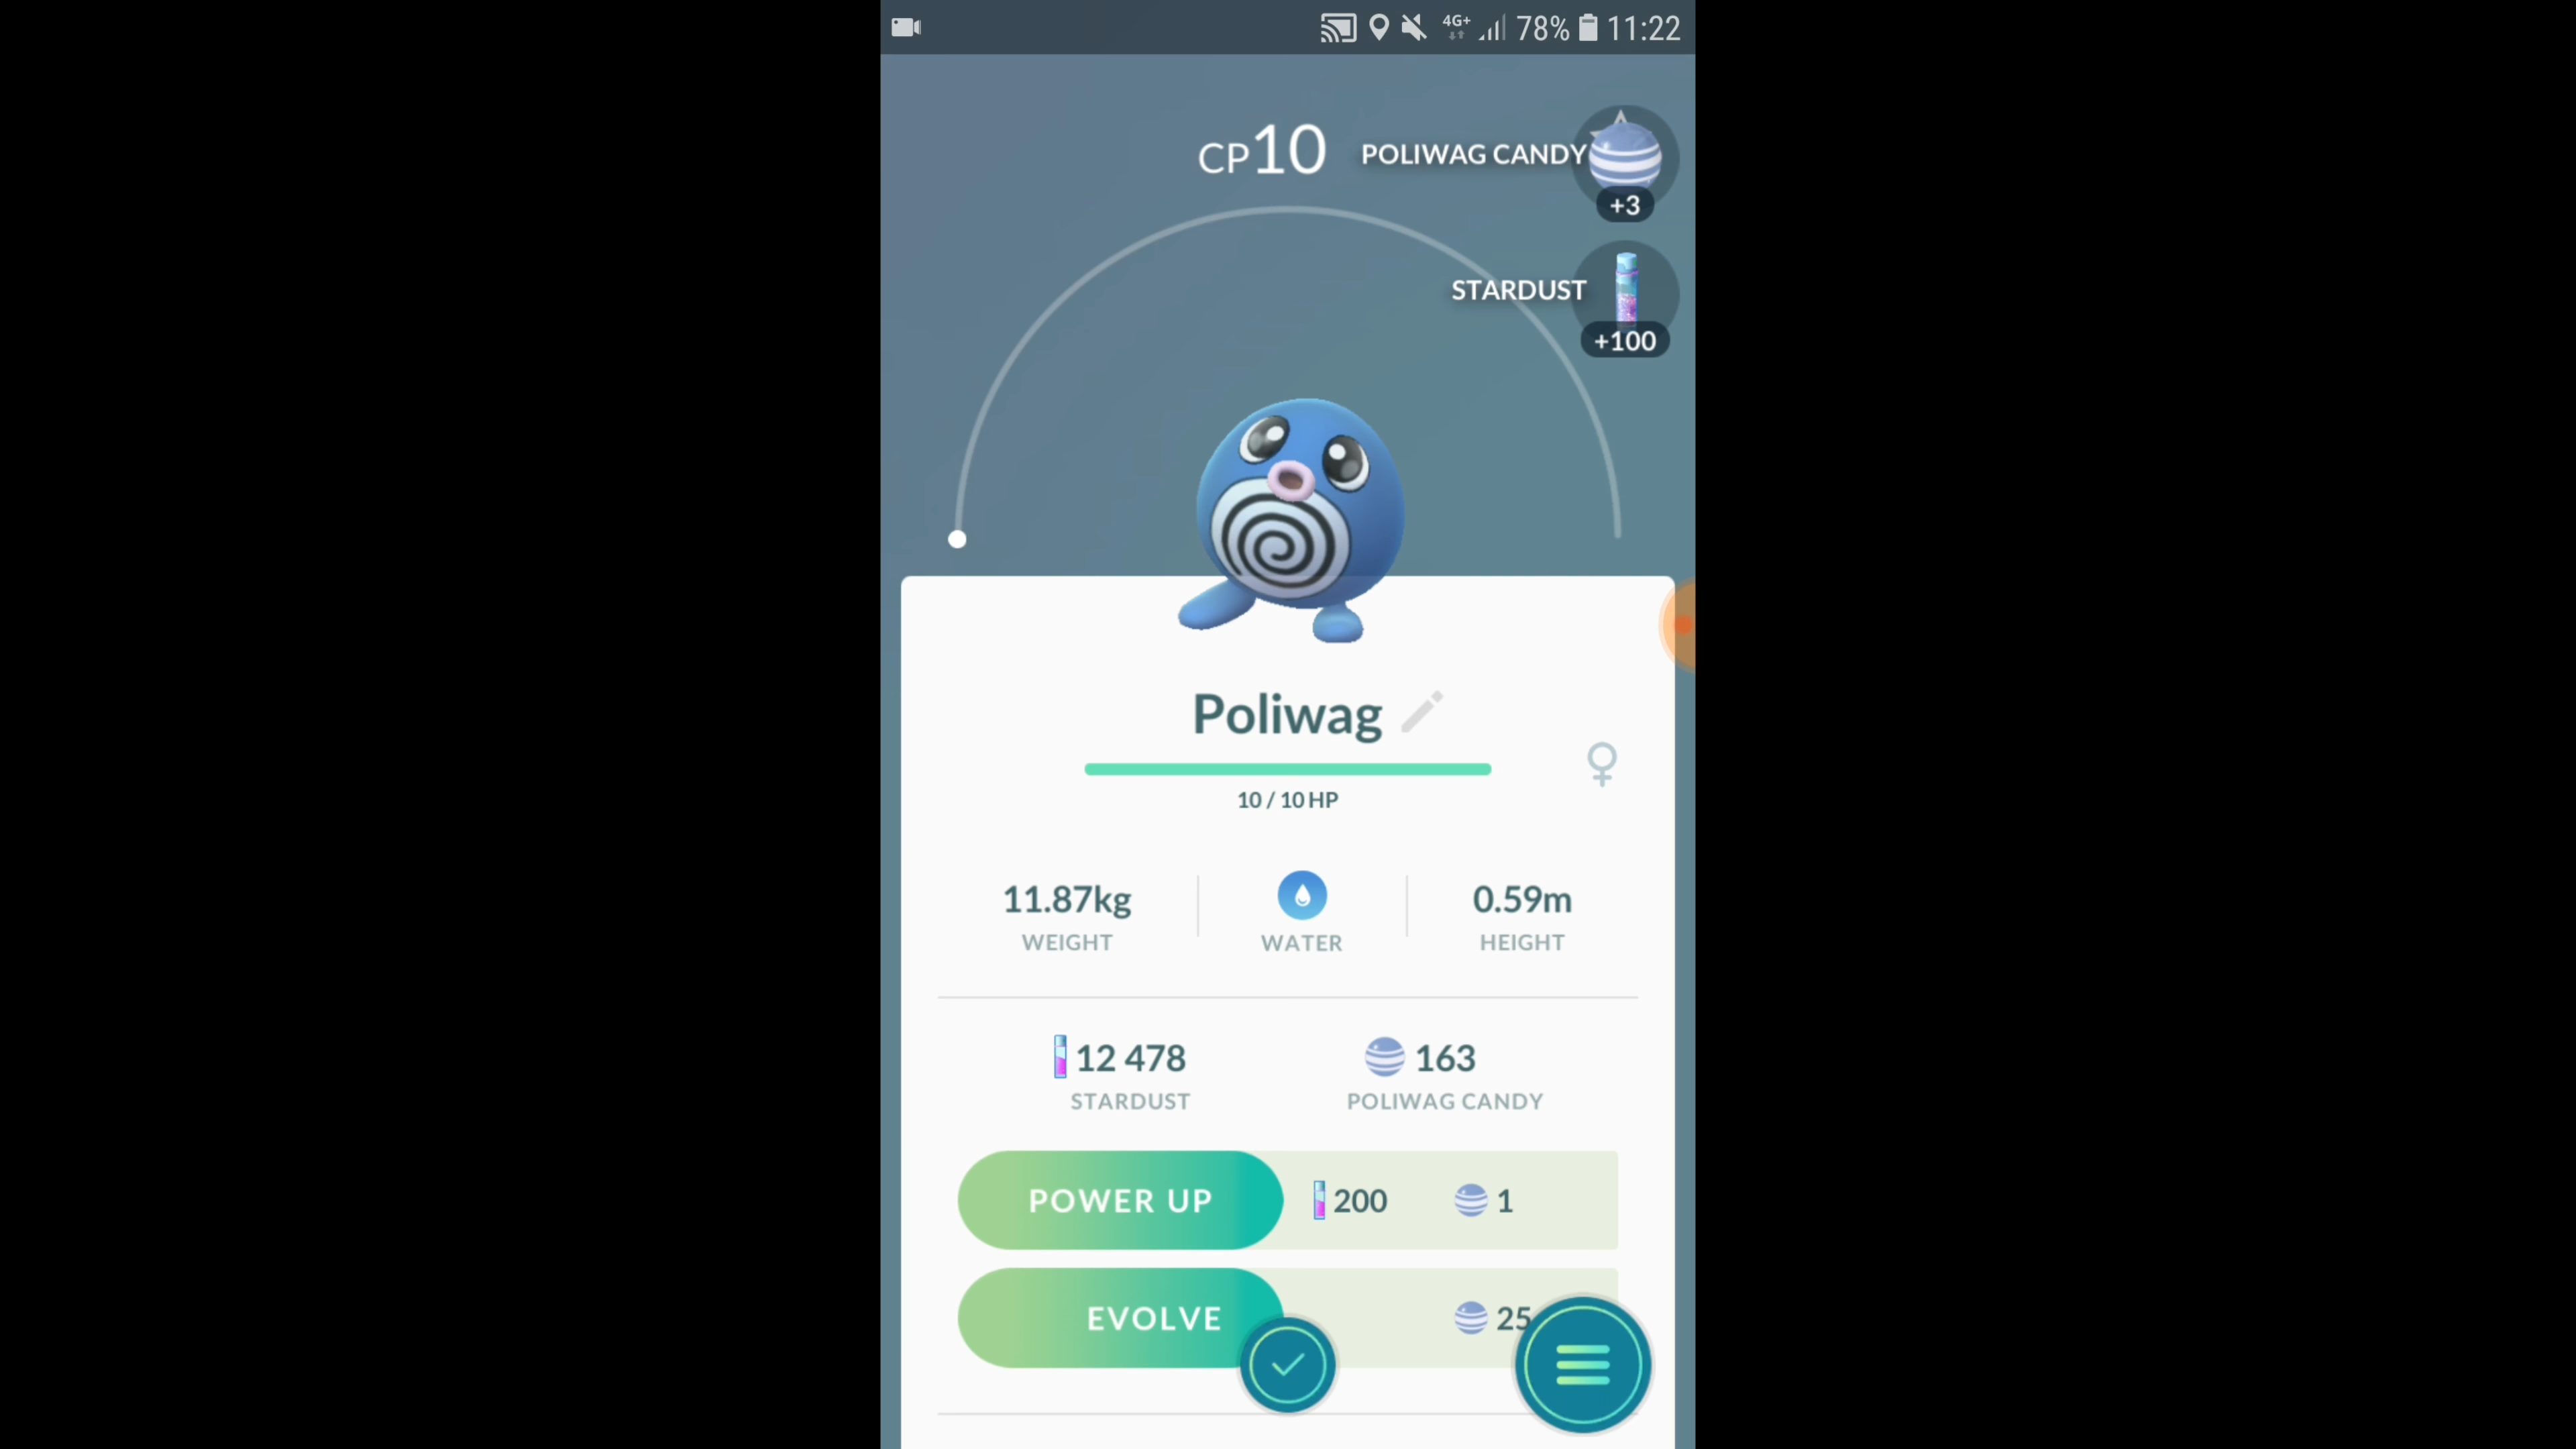 4G+ 78% 11:22
CP10
POLIWAG CANDY
+3
STARDUST
+100
Poliwag
10 / 10 HP
11.87kg
WEIGHT
WATER
0.59m
HEIGHT
12 478
STARDUST
163
POLIWAG CANDY
POWER UP 200 1
EVOLVE 25